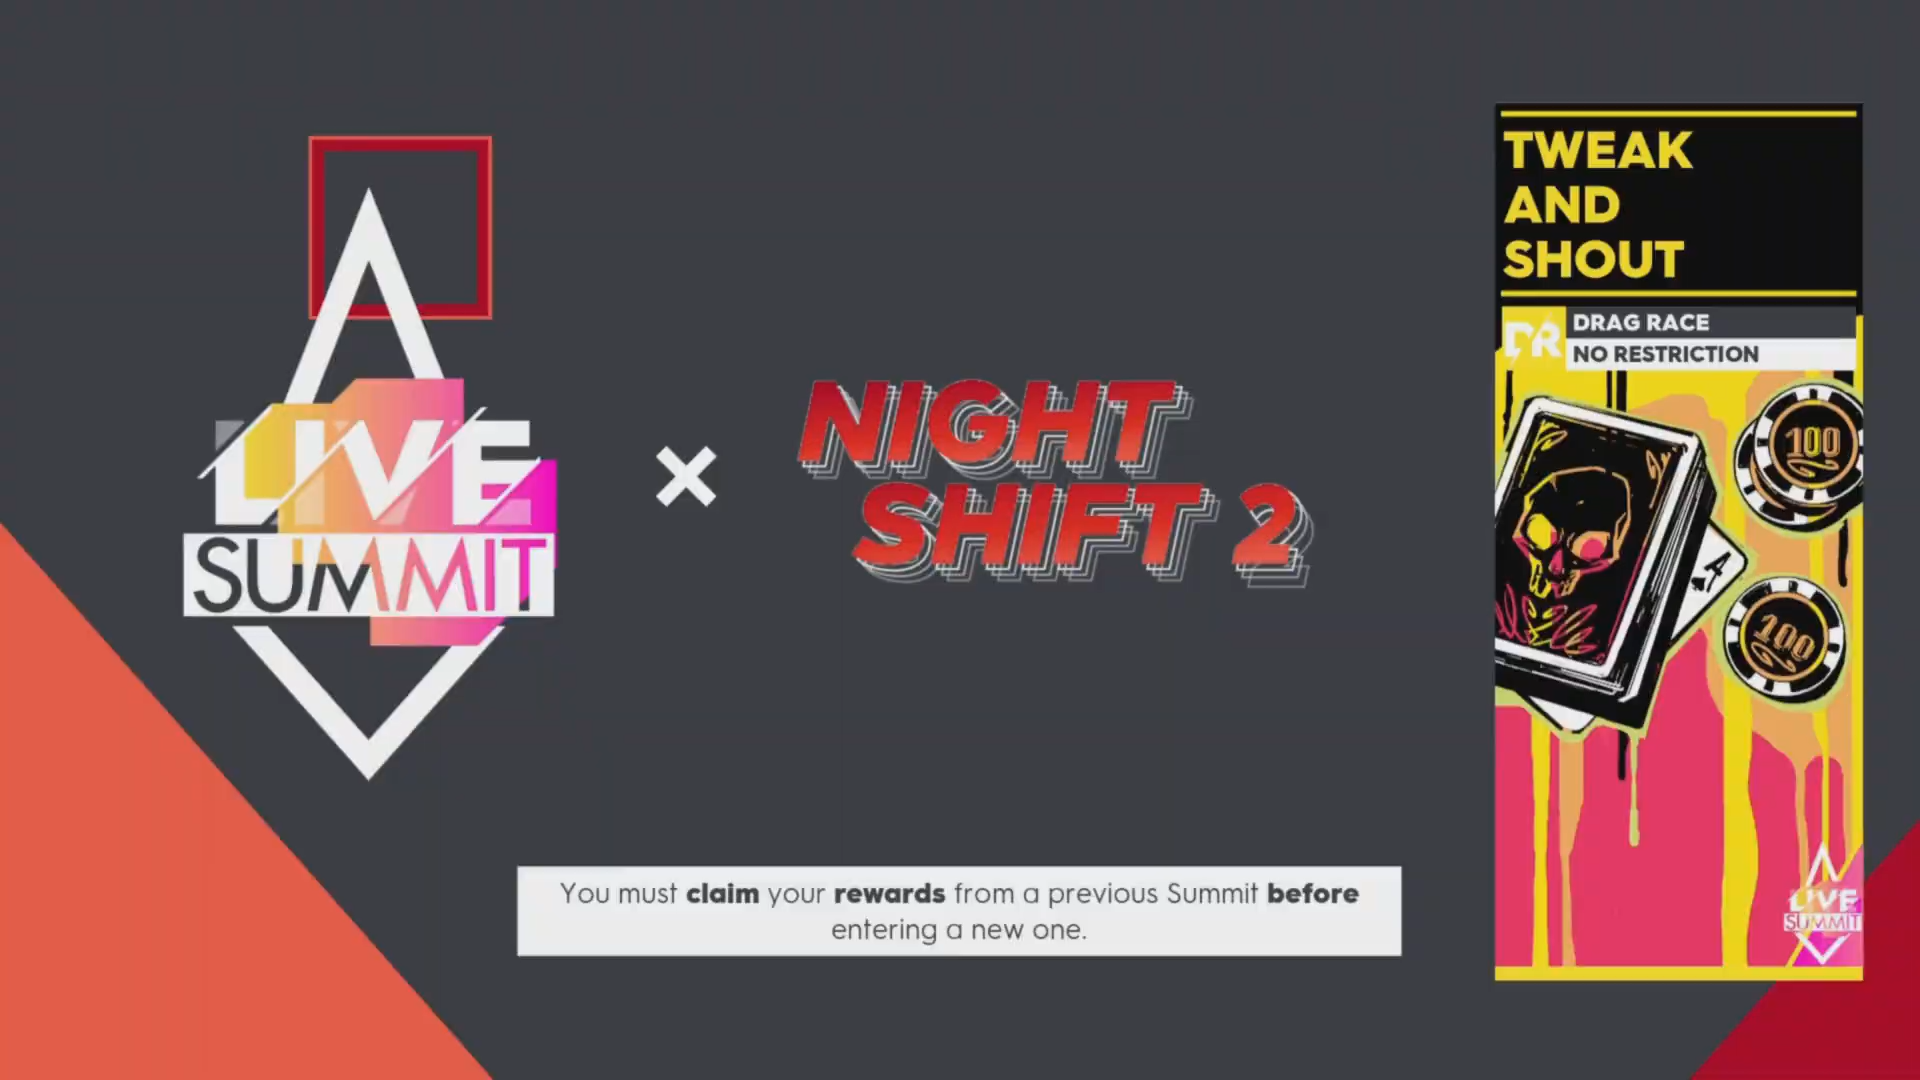 LIVE
SUMMIT
NIGHT
SHIFT 2
You must claim your rewards from a previous Summit before
entering a new one.
TWEAK
AND
SHOUT
DR
DRAG RACE
NO RESTRICTION
100
A
100
LIVE
SUMMIT